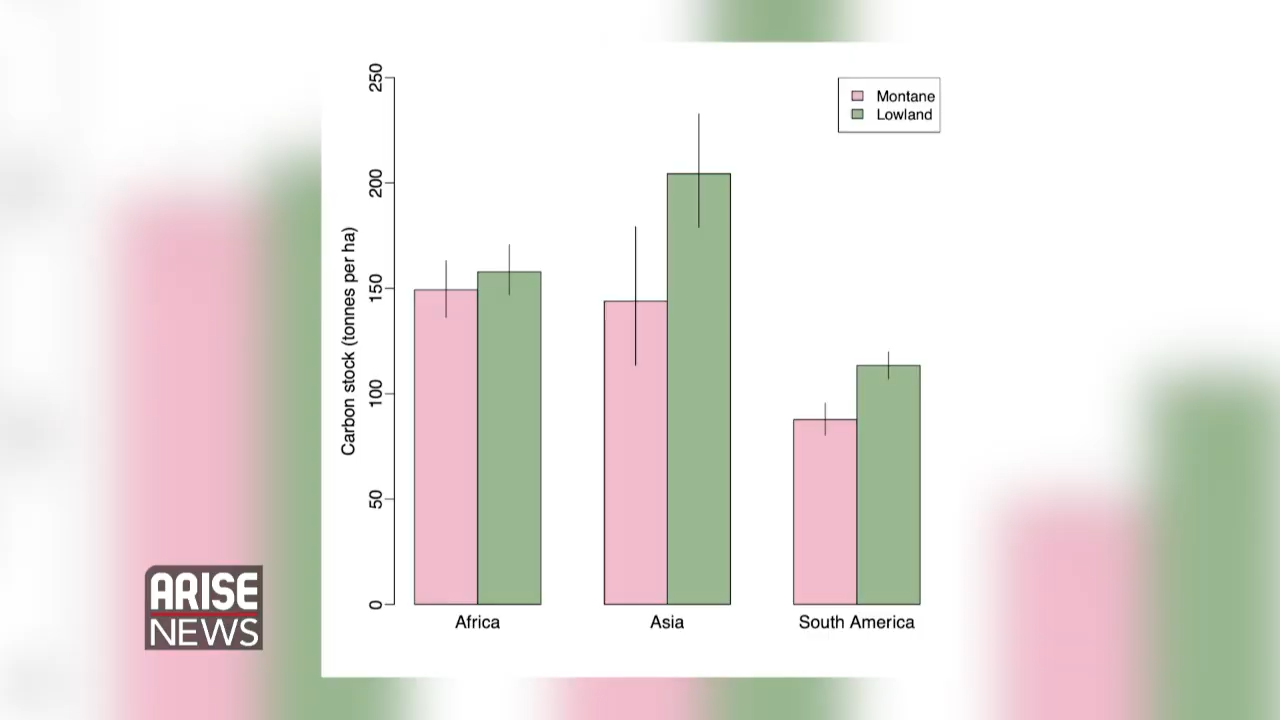 250
200
150
100
50
0
Carbon stock (tonnes per ha)
Montane
Lowland
Africa
Asia
South America
ARISE
NEWS